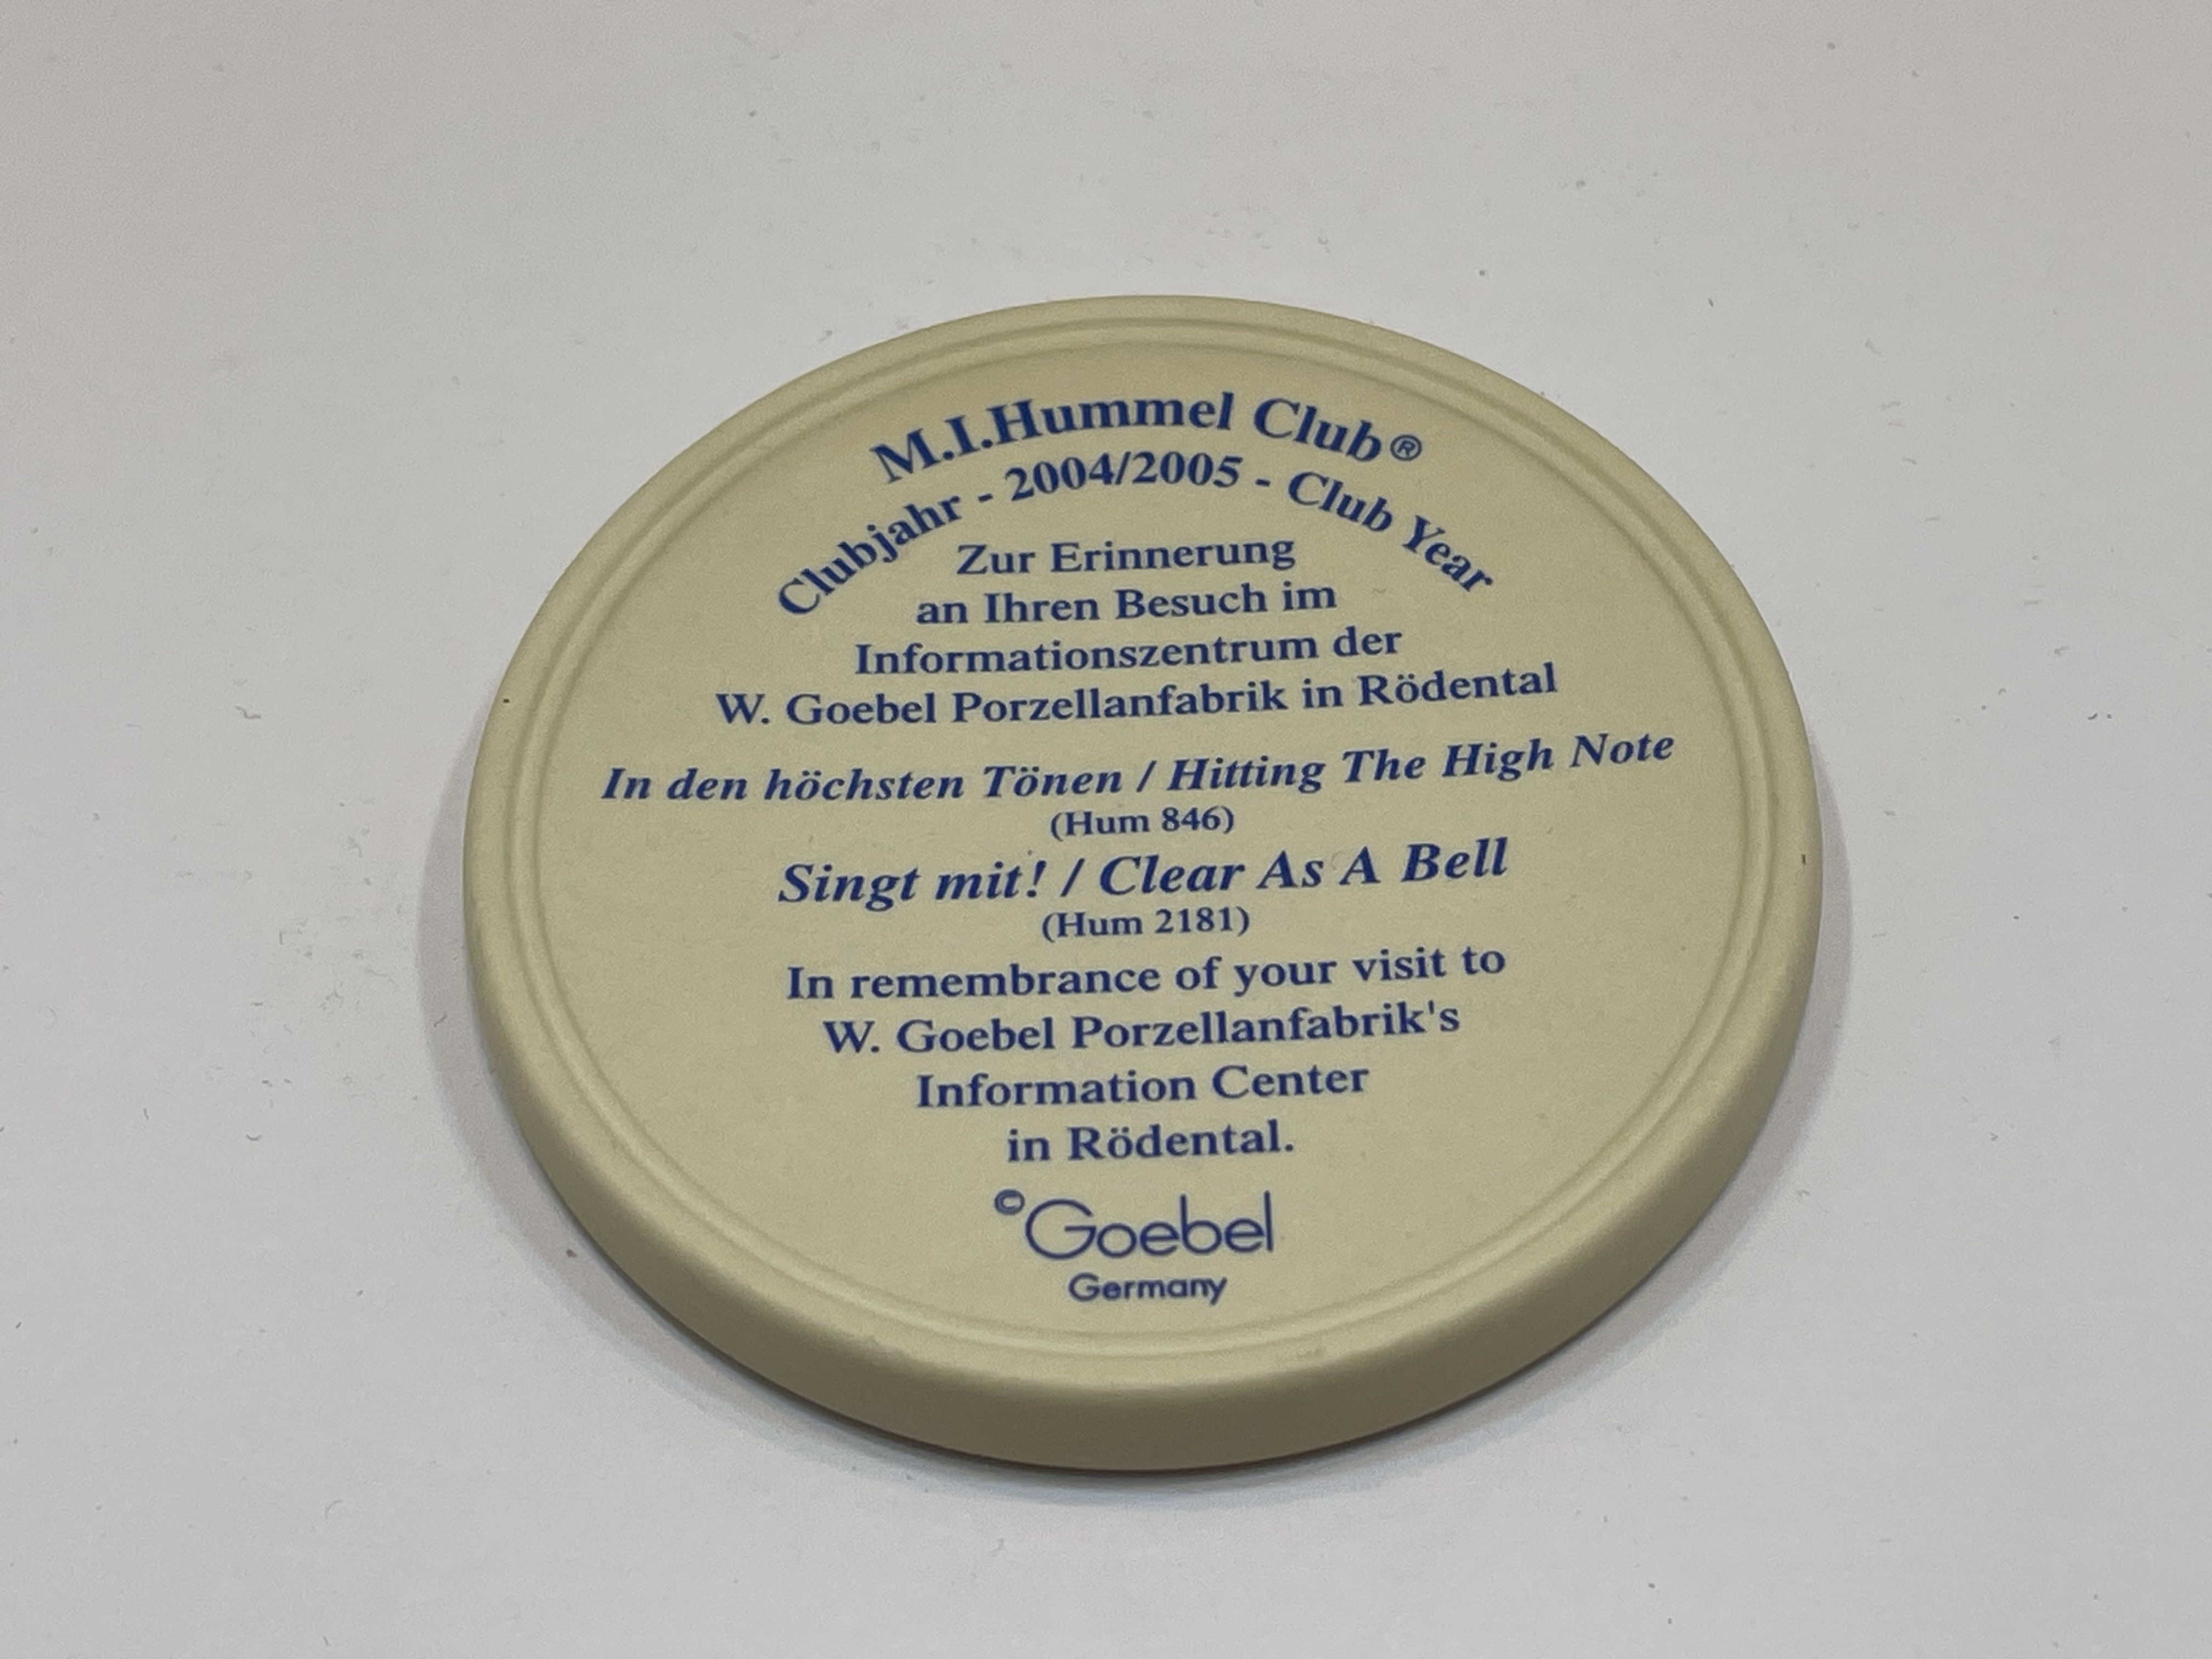 M.I.Hummel Club®
Clubjahr - 2004/2005 - Club Year
Zur Erinnerung
an Ihren Besuch im
Informationszentrum der
W. Goebel Porzellanfabrik in Rödental
In den höchsten Tönen / Hitting The High Note
(Hum 846)
Singt mit! / Clear As A Bell
(Hum 2181)
In remembrance of your visit to
W. Goebel Porzellanfabrik's
Information Center
in Rödental.
©Goebel
Germany